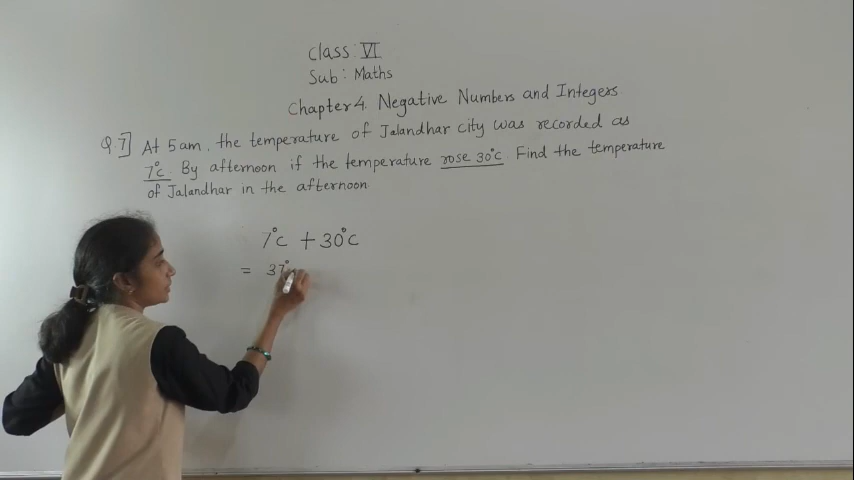 Class: VI
Sub: Maths
Chapter 4. Negative Numbers and Integers.
Q.7] At 5am, the temperature of Jalandhar city was recorded as
7°C. By afternoon if the temperature rose 30°C. Find the temperature
of Jalandhar in the afternoon.
7°C + 30°C
= 37°